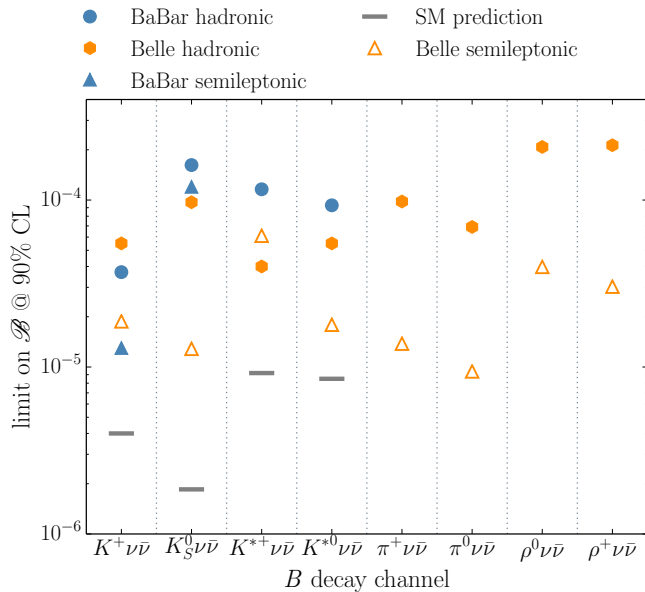 BaBar hadronic
Belle hadronic
BaBar semileptonic
SM prediction
Belle semileptonic
10⁻⁴
10⁻⁵
10⁻⁶
limit on ℬ @ 90% CL
K⁺νν̄ K⁰_Sνν̄ K*⁺νν̄ K*⁰νν̄ π⁺νν̄ π⁰νν̄ ρ⁰νν̄ ρ⁺νν̄
B decay channel